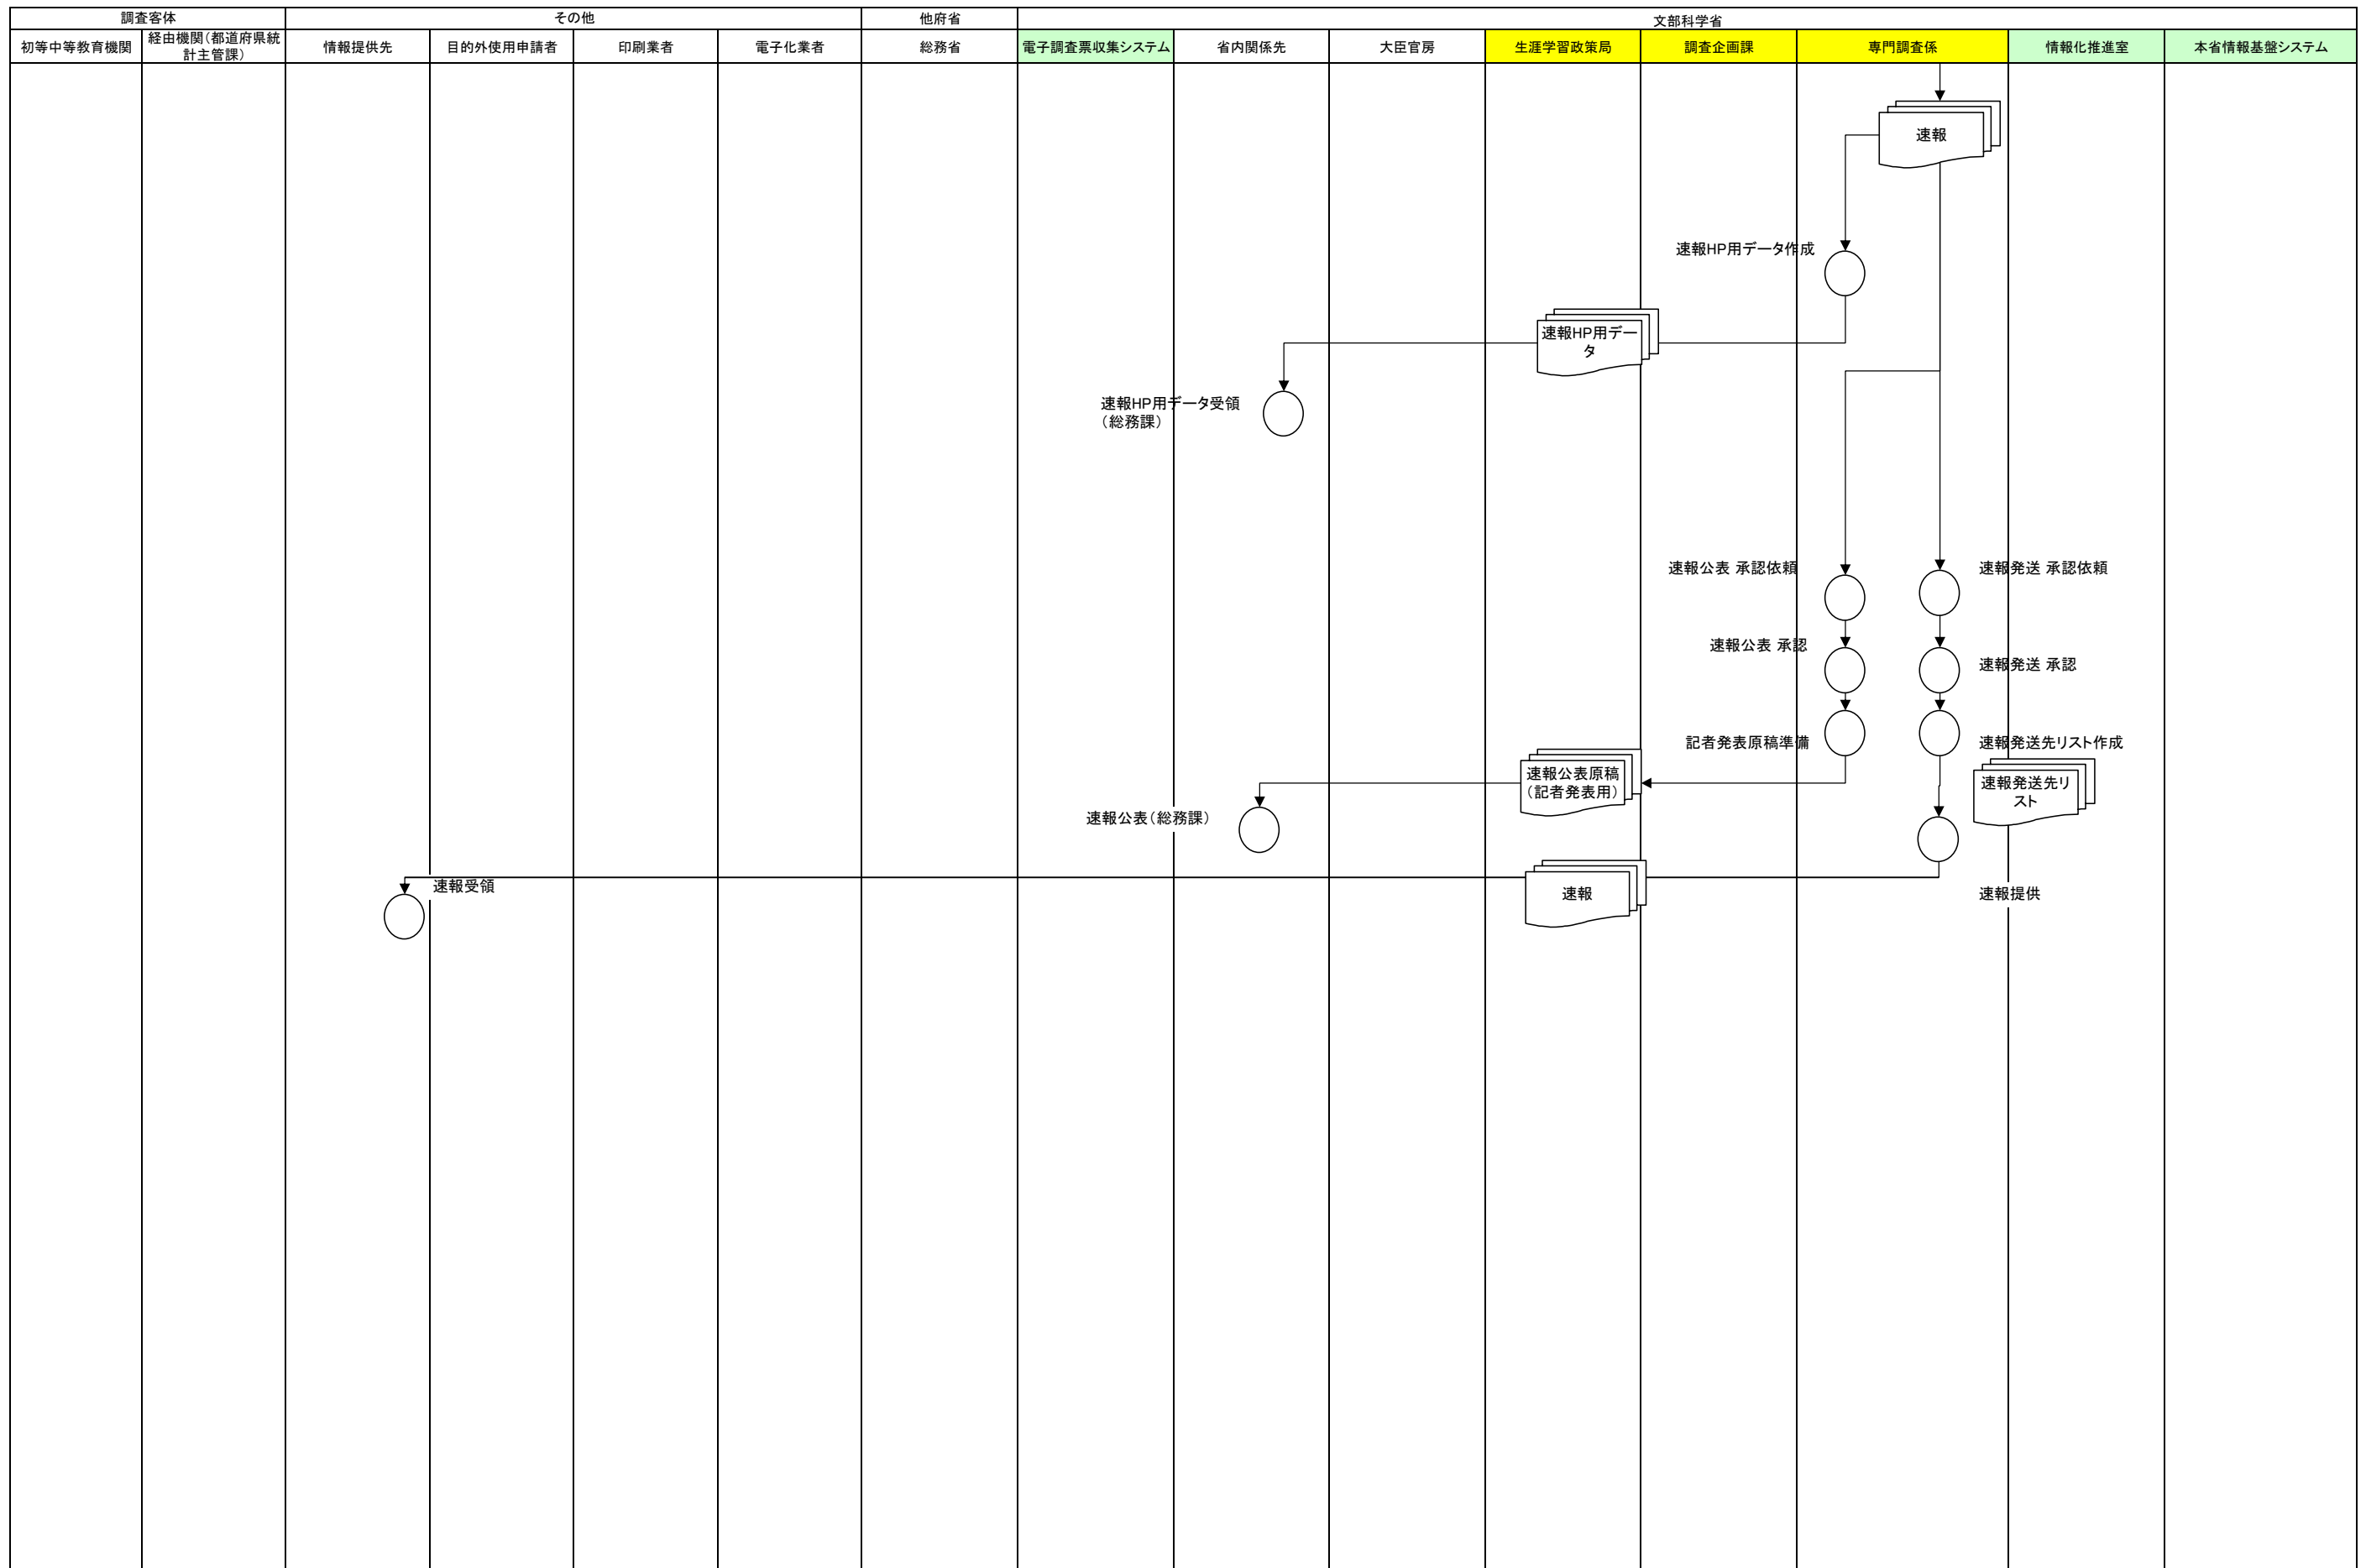 調査客体
その他
他府省
文部科学省
初等中等教育機関
経由機関（都道府県統
計主管課）
情報提供先
目的外使用申請者
印刷業者
電子化業者
総務省
電子調査票収集システム
省内関係先
大臣官房
生涯学習政策局
調査企画課
専門調査係
情報化推進室
本省情報基盤システム
速報
速報HP用データ作成
速報HP用デー
タ
速報HP用データ受領
（総務課）
速報公表 承認依頼
速報発送 承認依頼
速報公表 承認
速報発送 承認
記者発表原稿準備
速報発送先リスト作成
速報公表原稿
（記者発表用）
速報発送先リ
スト
速報公表（総務課）
速報受領
速報
速報提供